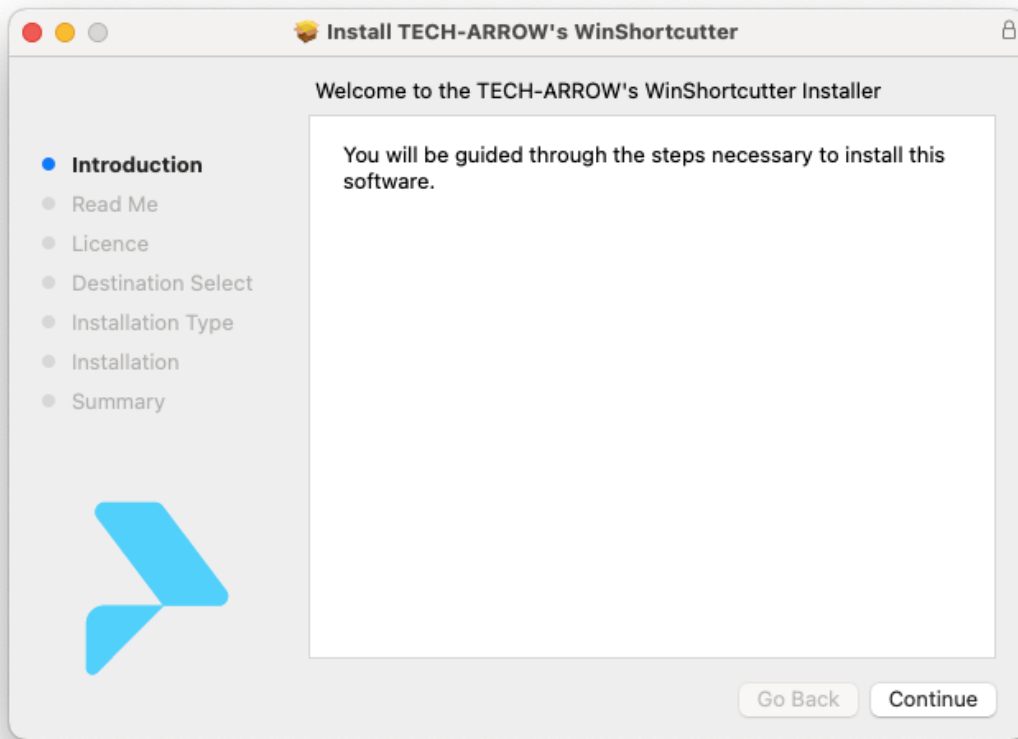 Install TECH-ARROW's WinShortcutter
Welcome to the TECH-ARROW's WinShortcutter Installer
Introduction
Read Me
Licence
Destination Select
Installation Type
Installation
Summary
You will be guided through the steps necessary to install this
software.
Go Back
Continue